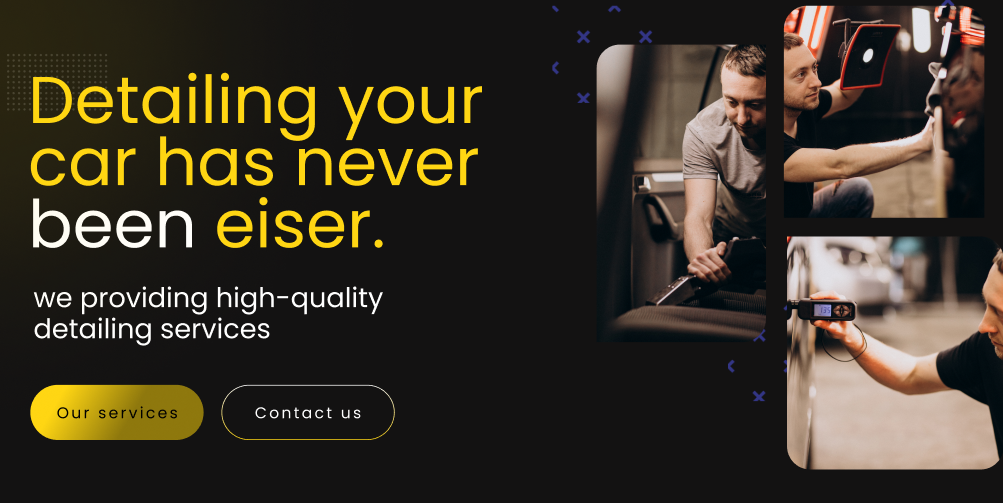 Detailing your
car has never
been eiser.
we providing high-quality
detailing services
Our services
Contact us